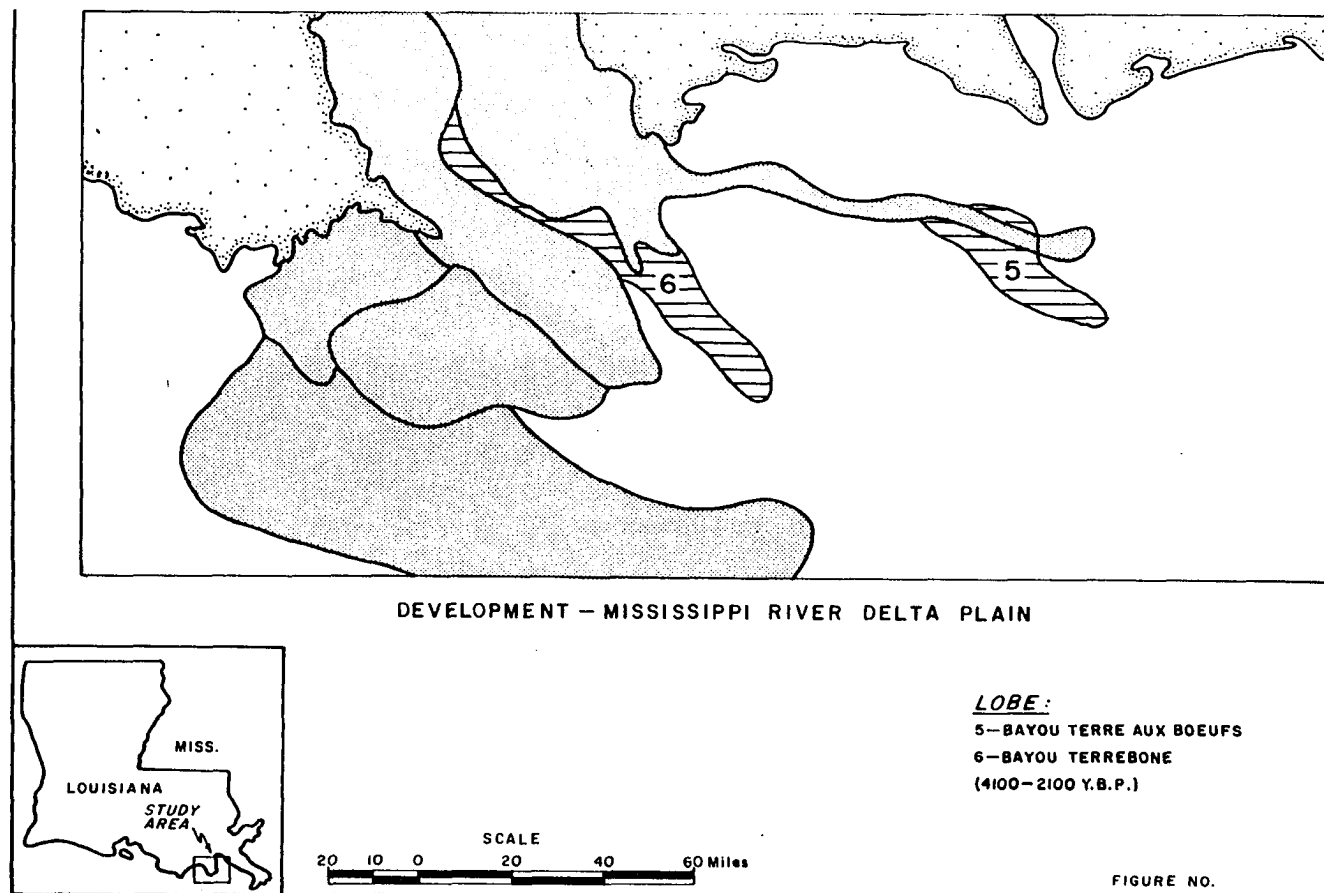 6
5
DEVELOPMENT – MISSISSIPPI RIVER DELTA PLAIN
MISS.
LOUISIANA
STUDY
AREA
SCALE
20 10 0 20 40 60 Miles
LOBE:
5–BAYOU TERRE AUX BOEUFS
6–BAYOU TERREBONE
(4100–2100 Y.B.P.)
FIGURE NO.